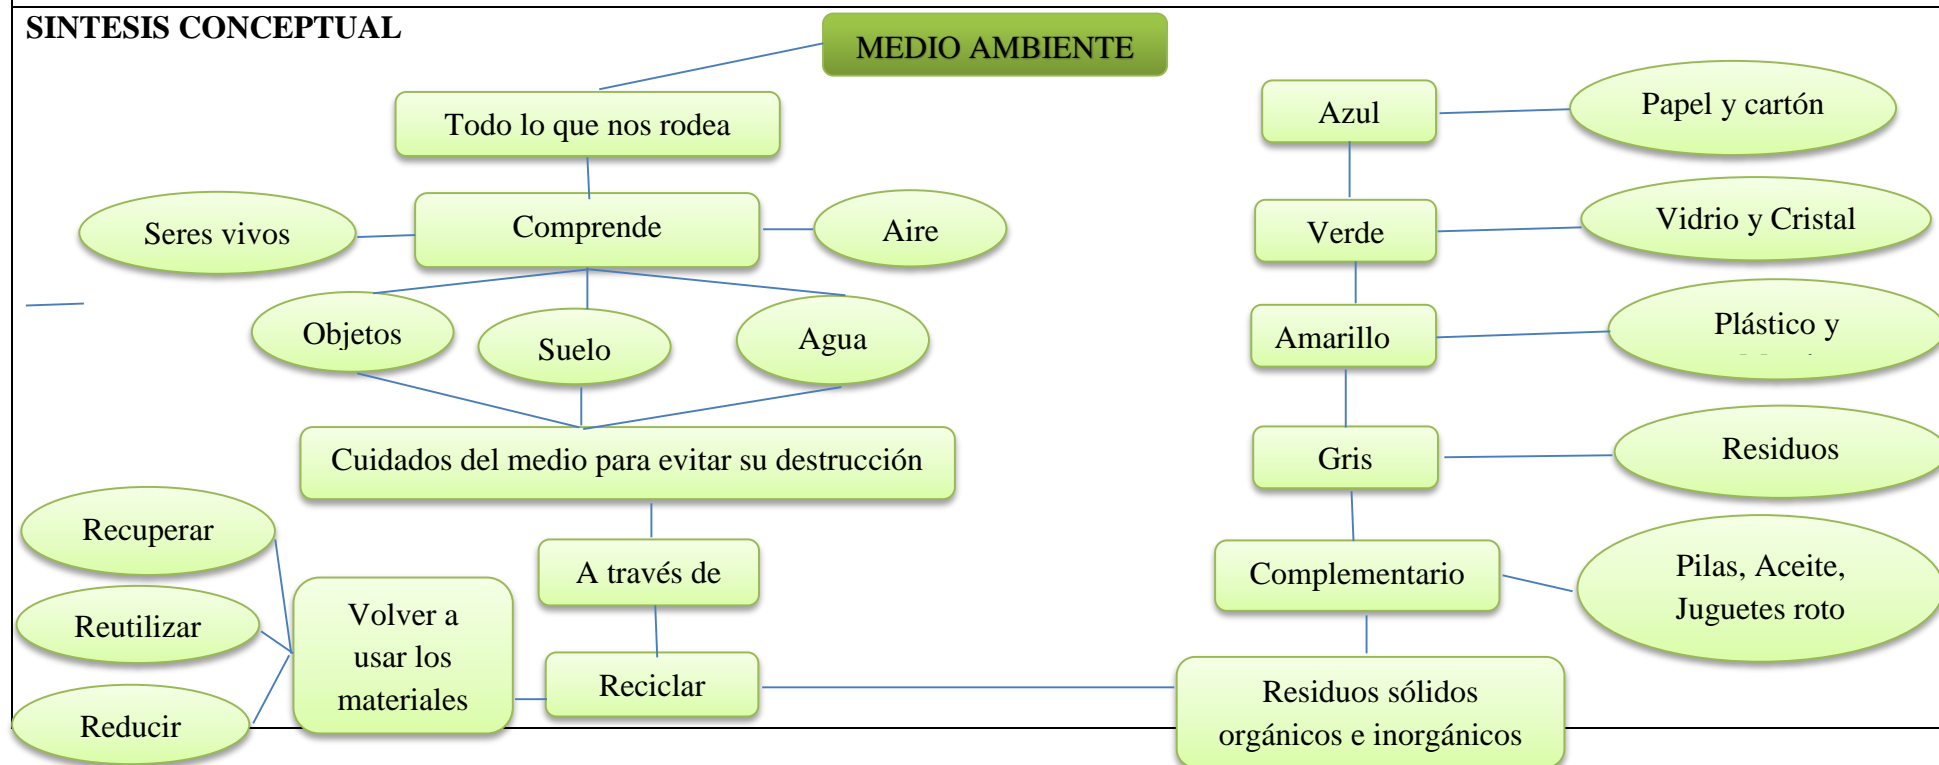 SINTESIS CONCEPTUAL
MEDIO AMBIENTE
Todo lo que nos rodea
Comprende
Seres vivos
Aire
Objetos
Suelo
Agua
Cuidados del medio para evitar su destrucción
A través de
Reciclar
Volver a
usar los
materiales
Recuperar
Reutilizar
Reducir
Azul
Papel y cartón
Verde
Vidrio y Cristal
Amarillo
Plástico y
Gris
Residuos
Complementario
Pilas, Aceite,
Juguetes roto
Residuos sólidos
orgánicos e inorgánicos